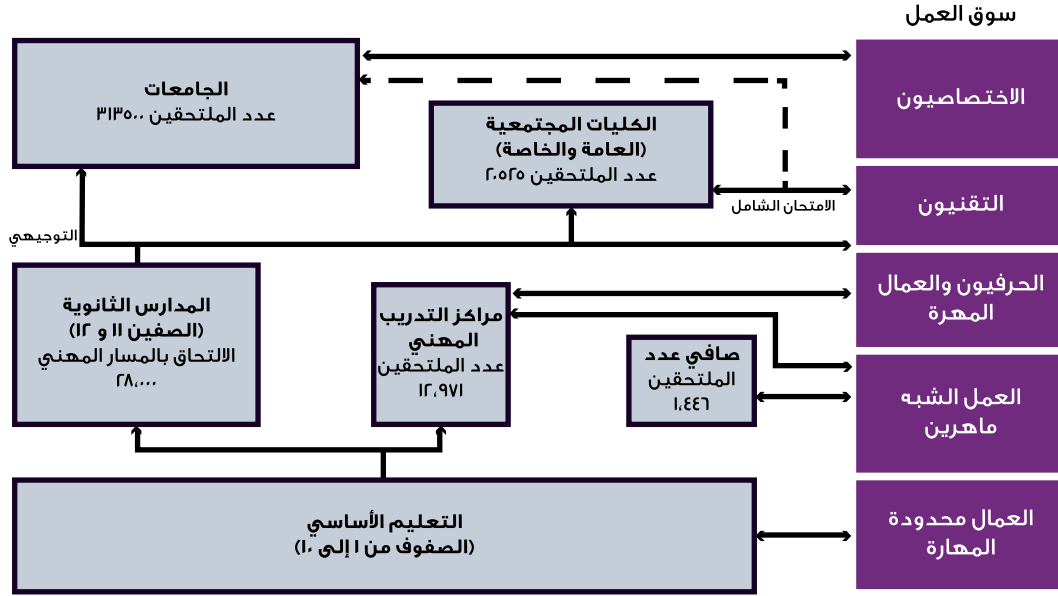 سوق العمل
الجامعات
عدد الملتحقين ٣١٣٥٠٠
الاختصاصيون
الكليات المجتمعية
(العامة والخاصة)
عدد الملتحقين ٢٠٥٢٥
التقنيون
الامتحان الشامل
التوجيهي
المدارس الثانوية
(الصفين ١١ و ١٢)
الالتحاق بالمسار المهني
٢٨،٠٠٠
مراكز التدريب
المهني
عدد الملتحقين
١٢،٩٧١
الحرفيون والعمال
المهرة
صافي عدد
الملتحقين
١،٤٤٦
العمل الشبه
ماهرين
التعليم الأساسي
(الصفوف من ١ إلى ١٠)
العمال محدودة
المهارة